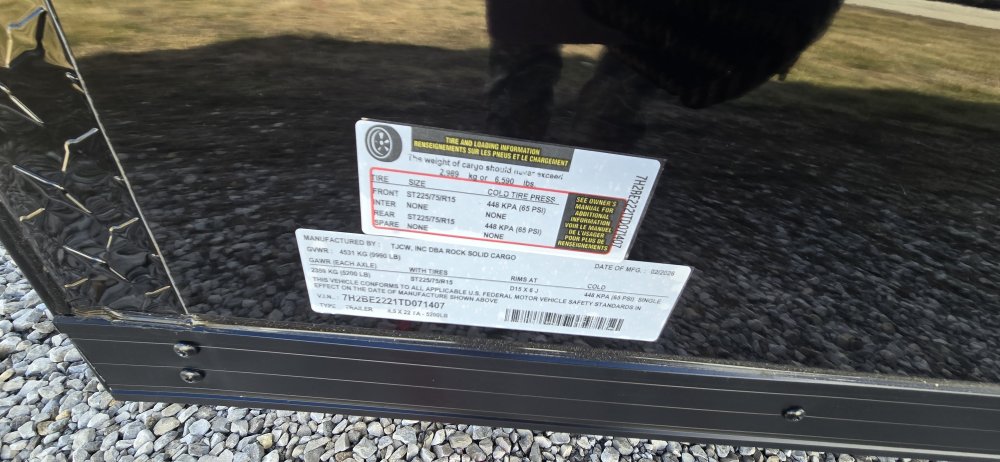 TIRE AND LOADING INFORMATION
RENSEIGNEMENTS SUR LES PNEUS ET LE CHARGEMENT
The weight of cargo should never exceed
2,989 kg or 6,590 lbs.
TIRE SIZE COLD TIRE PRESS
FRONT ST225/75/R15 448 KPA (65 PSI)
INTER NONE NONE
REAR ST225/75/R15 448 KPA (65 PSI)
SPARE NONE NONE
SEE OWNER'S
MANUAL FOR
ADDITIONAL
INFORMATION
VOIR LE MANUEL
DE L'USAGER
POUR PLUS DE
RENSEIGNEMENTS
MANUFACTURED BY : TJCW, INC DBA ROCK SOLID CARGO DATE OF MFG. : 02/2026
GVWR : 4531 KG (9990 LB)
GAWR (EACH AXLE) WITH TIRES RIMS AT COLD
2359 KG (5200 LB) ST225/75/R15 D15 X 6 J 448 KPA (65 PSI) SINGLE
THIS VEHICLE CONFORMS TO ALL APPLICABLE U.S. FEDERAL MOTOR VEHICLE SAFETY STANDARDS IN
EFFECT ON THE DATE OF MANUFACTURE SHOWN ABOVE
V.I.N. : 7H2BE2221TD071407
TYPE TRAILER 8.5 X 22 TA - 5200LB